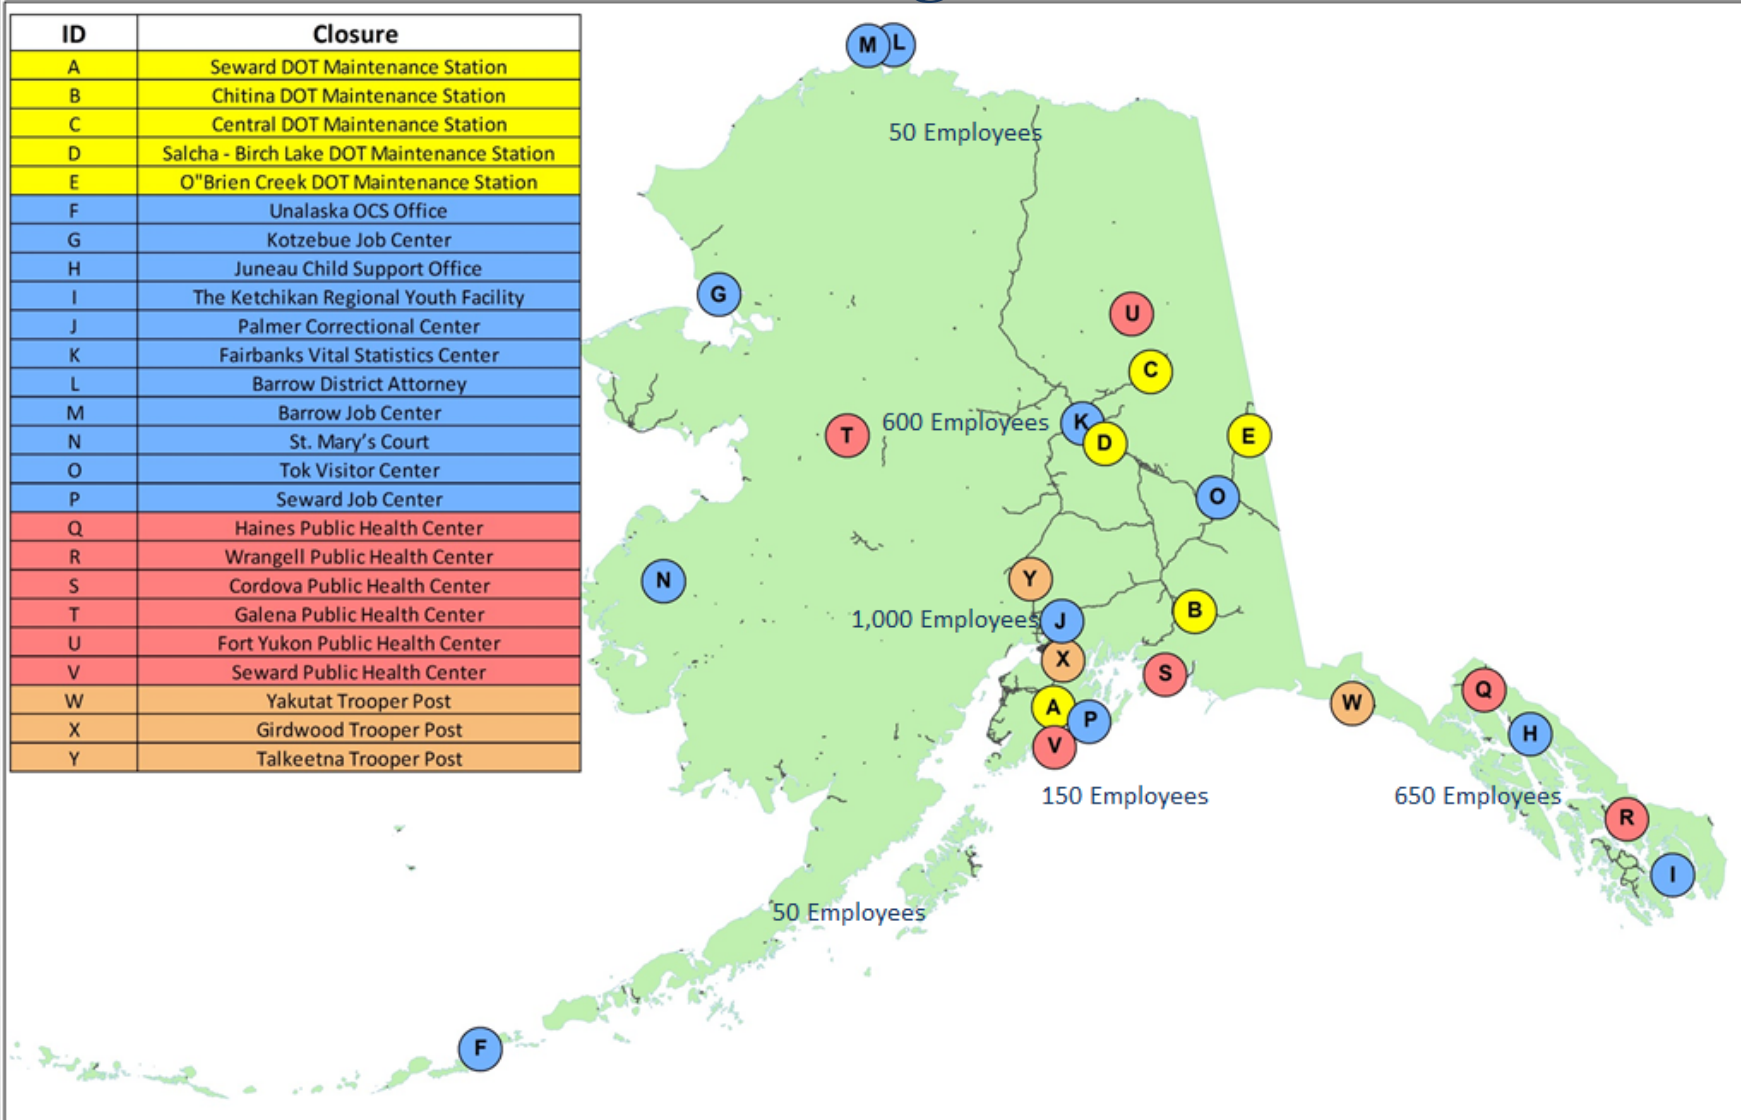 ID Closure
A Seward DOT Maintenance Station
B Chitina DOT Maintenance Station
C Central DOT Maintenance Station
D Salcha - Birch Lake DOT Maintenance Station
E O"Brien Creek DOT Maintenance Station
F Unalaska OCS Office
G Kotzebue Job Center
H Juneau Child Support Office
I The Ketchikan Regional Youth Facility
J Palmer Correctional Center
K Fairbanks Vital Statistics Center
L Barrow District Attorney
M Barrow Job Center
N St. Mary’s Court
O Tok Visitor Center
P Seward Job Center
Q Haines Public Health Center
R Wrangell Public Health Center
S Cordova Public Health Center
T Galena Public Health Center
U Fort Yukon Public Health Center
V Seward Public Health Center
W Yakutat Trooper Post
X Girdwood Trooper Post
Y Talkeetna Trooper Post
M L
50 Employees
G
U
C
600 Employees
K
T
D
E
O
N
Y
B
1,000 Employees
J
X
S
Q
W
A
P
H
V
150 Employees
650 Employees
R
I
50 Employees
F